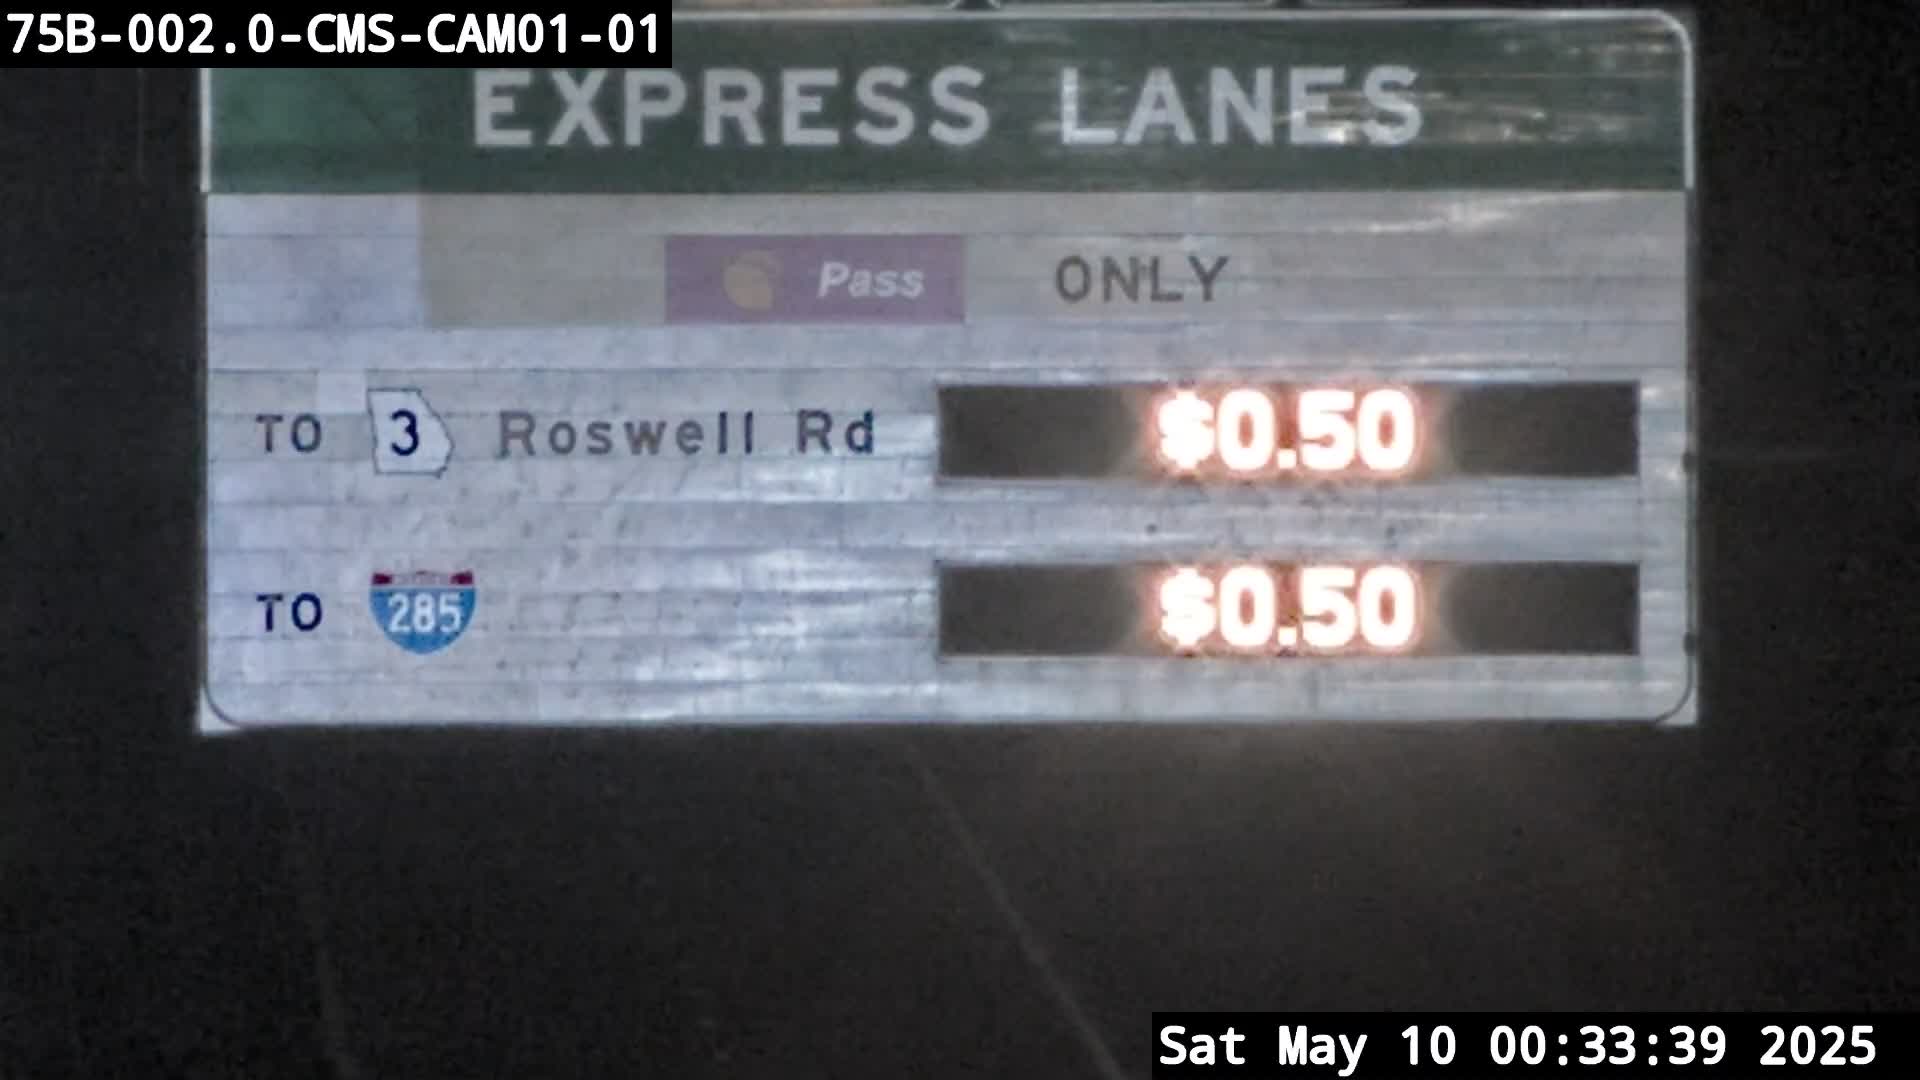 75B-002.0-CMS-CAM01-01
EXPRESS LANES
Pass ONLY
TO 3 Roswell Rd $0.50
TO 285 $0.50
Sat May 10 00:33:39 2025